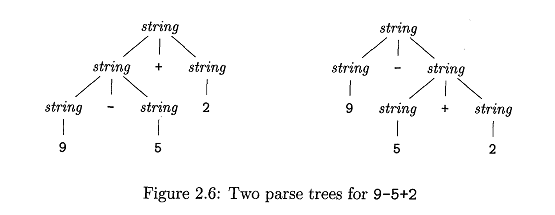 string string
string + string string - string
string - string 2 9 string + string
9 5 5 2
Figure 2.6: Two parse trees for 9-5+2